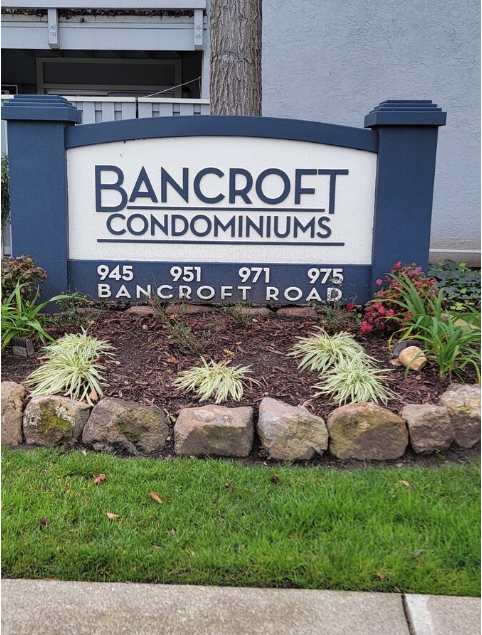 BANCROFT
CONDOMINIUMS
945 951 971 975
BANCROFT ROAD